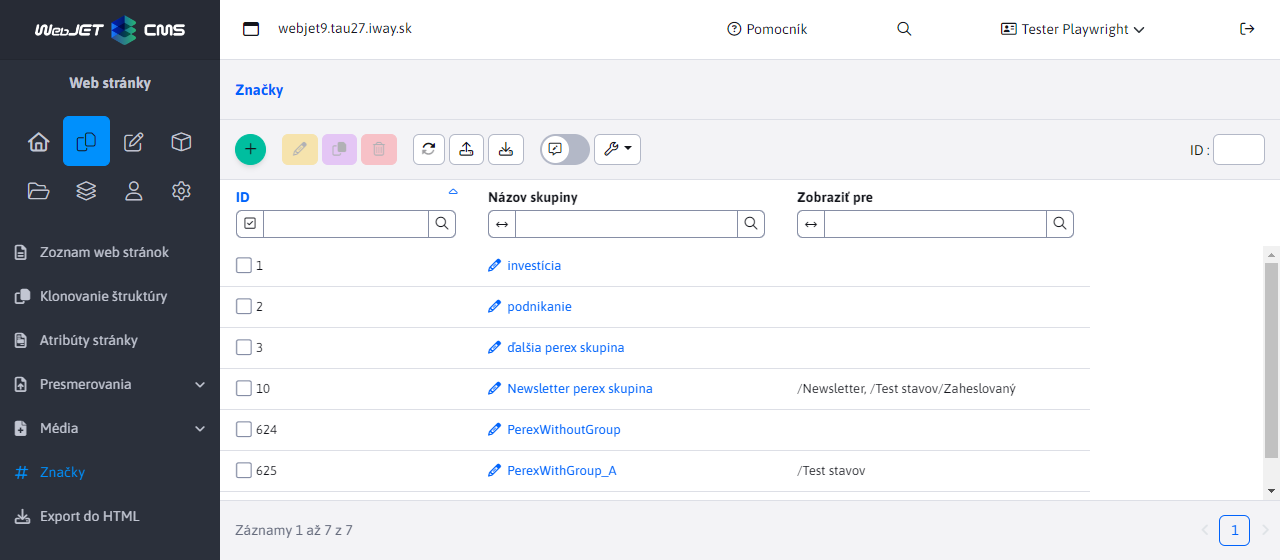 WebJET CMS
webjet9.tau27.iway.sk
Pomocník
Tester Playwright
Web stránky
Značky
ID :
Zoznam web stránok
Klonovanie štruktúry
Atribúty stránky
Presmerovania
Média
Značky
Export do HTML
ID Názov skupiny Zobraziť pre
1 investícia
2 podnikanie
3 ďalšia perex skupina
10 Newsletter perex skupina /Newsletter, /Test stavov/Zaheslovaný
624 PerexWithoutGroup
625 PerexWithGroup_A /Test stavov
Záznamy 1 až 7 z 7
1